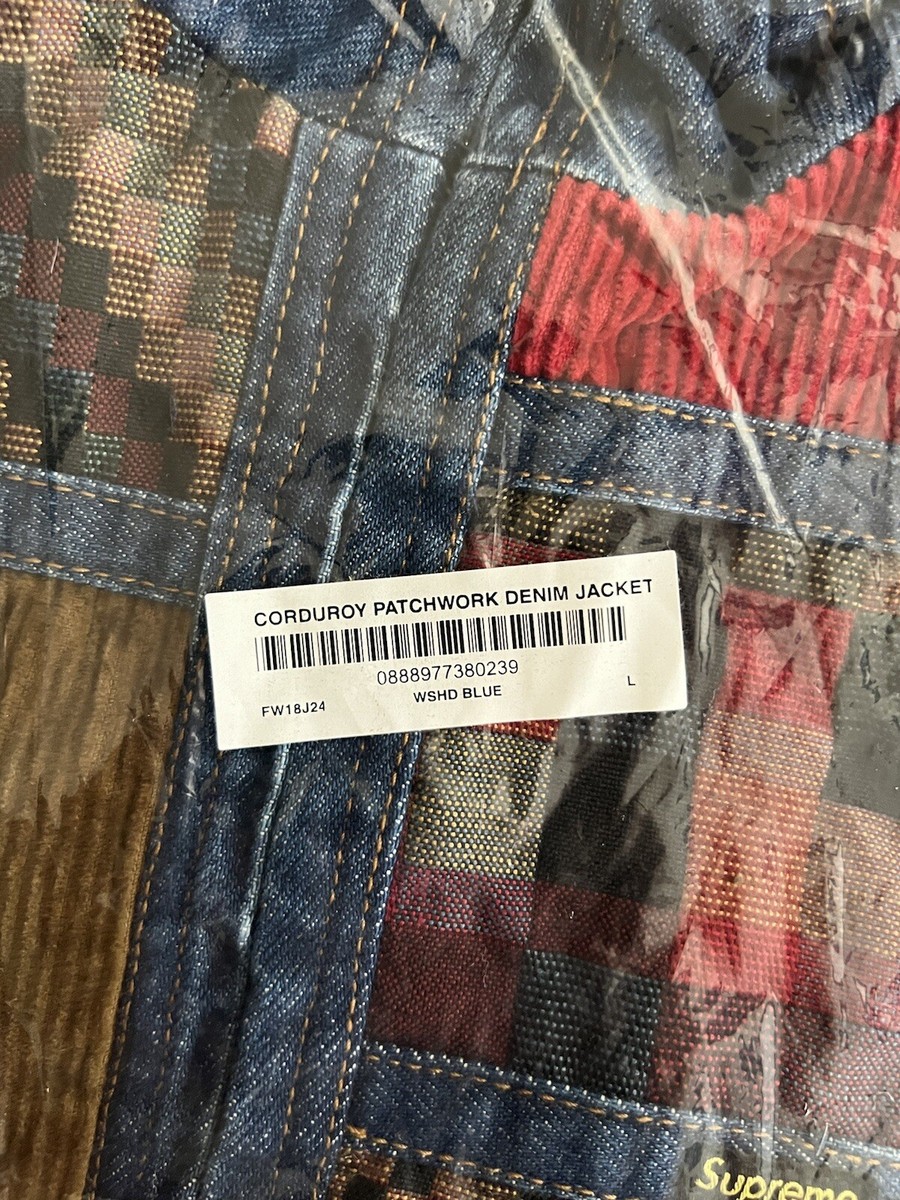 CORDUROY PATCHWORK DENIM JACKET
0888977380239
WSHD BLUE
L
FW18J24
Supreme